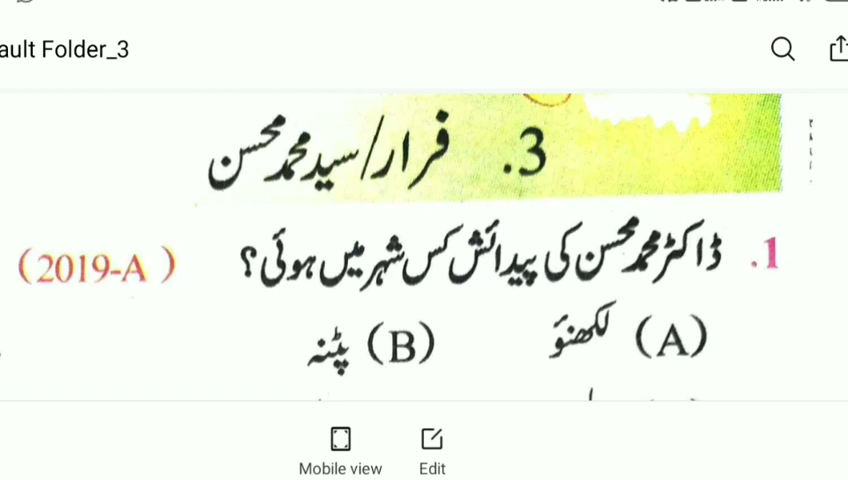 ault Folder_3
3. فرار/سید محمد محسن
1. ڈاکٹر محمد محسن کی پیدائش کس شہر میں ہوئی؟ (2019-A)
(A) لکھنؤ (B) پٹنہ
Mobile view Edit